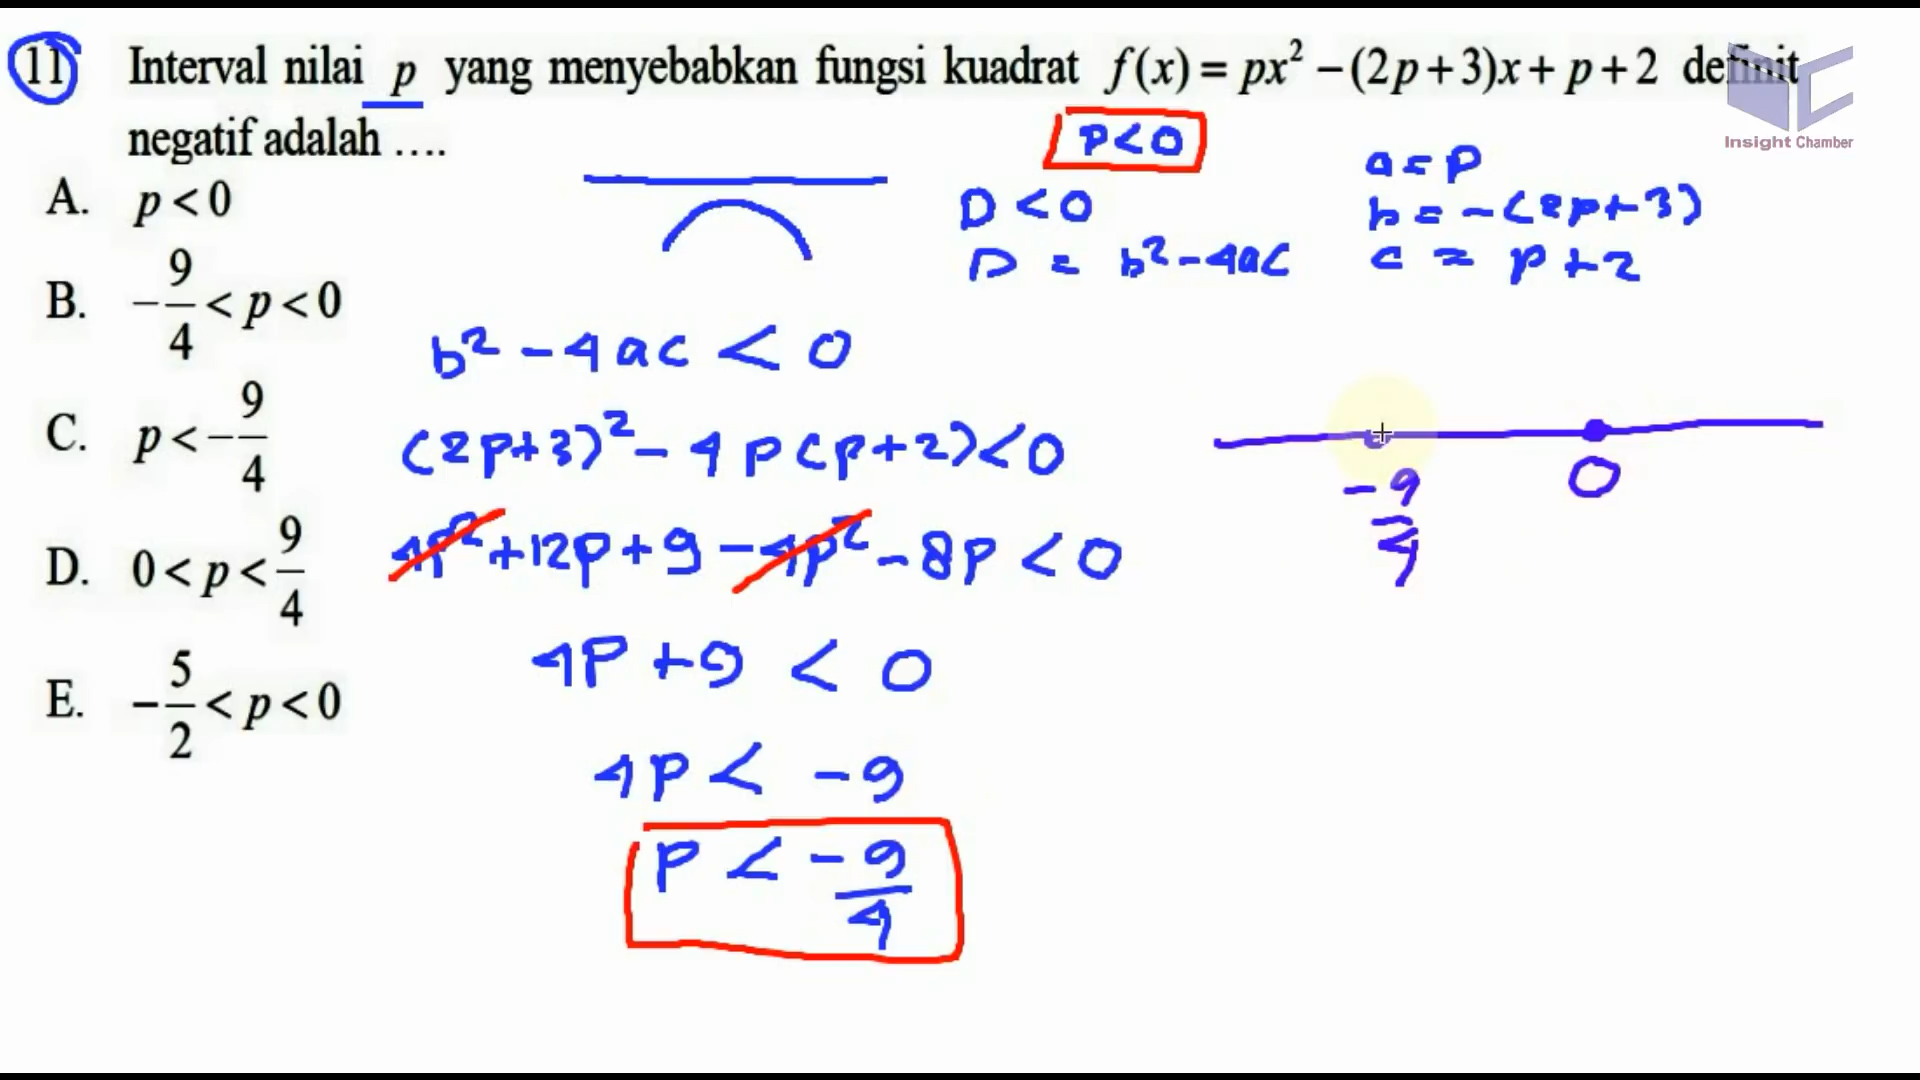 11 Interval nilai p yang menyebabkan fungsi kuadrat f(x) = px² − (2p+3)x + p + 2 definit
negatif adalah ....
A. p < 0
B. −9/4 < p < 0
C. p < −9/4
D. 0 < p < 9/4
E. −5/2 < p < 0
Insight Chamber
P < 0
D < 0
D = b² - 4ac
a = p
b = -(2p+3)
c = p + 2
b² - 4ac < 0
(2p+3)² - 4p(p+2) < 0
4p² + 12p + 9 - 4p² - 8p < 0
4p + 9 < 0
4p < -9
p < -9/4
-9/4
0